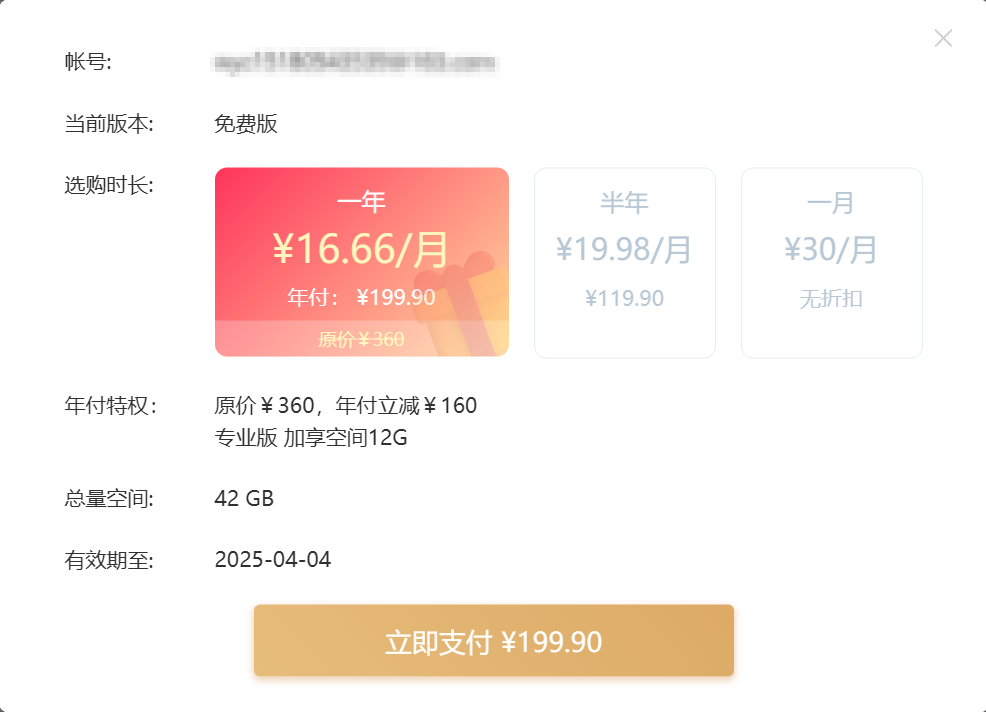 帐号:
当前版本: 免费版
选购时长:
一年
¥16.66/月
年付： ¥199.90
原价￥360
半年
¥19.98/月
¥119.90
一月
¥30/月
无折扣
年付特权： 原价￥360，年付立减￥160
专业版 加享空间12G
总量空间: 42 GB
有效期至: 2025-04-04
立即支付 ¥199.90